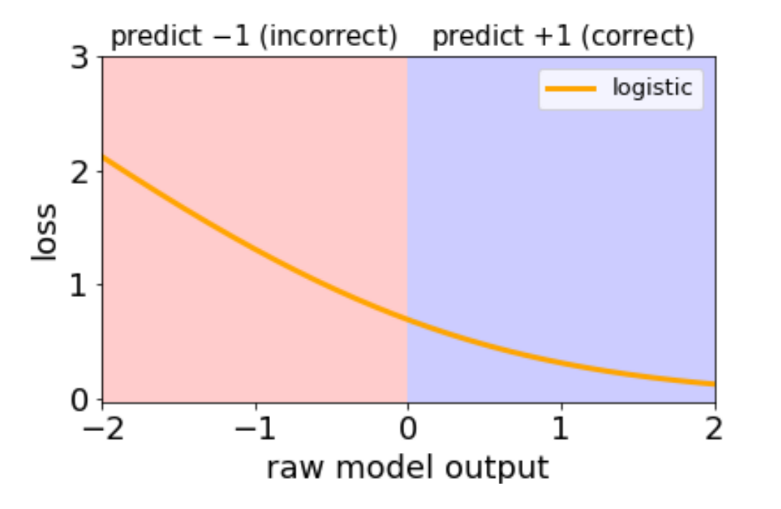 predict −1 (incorrect) predict +1 (correct)
3
logistic
2
loss
1
0
−2 −1 0 1 2
raw model output